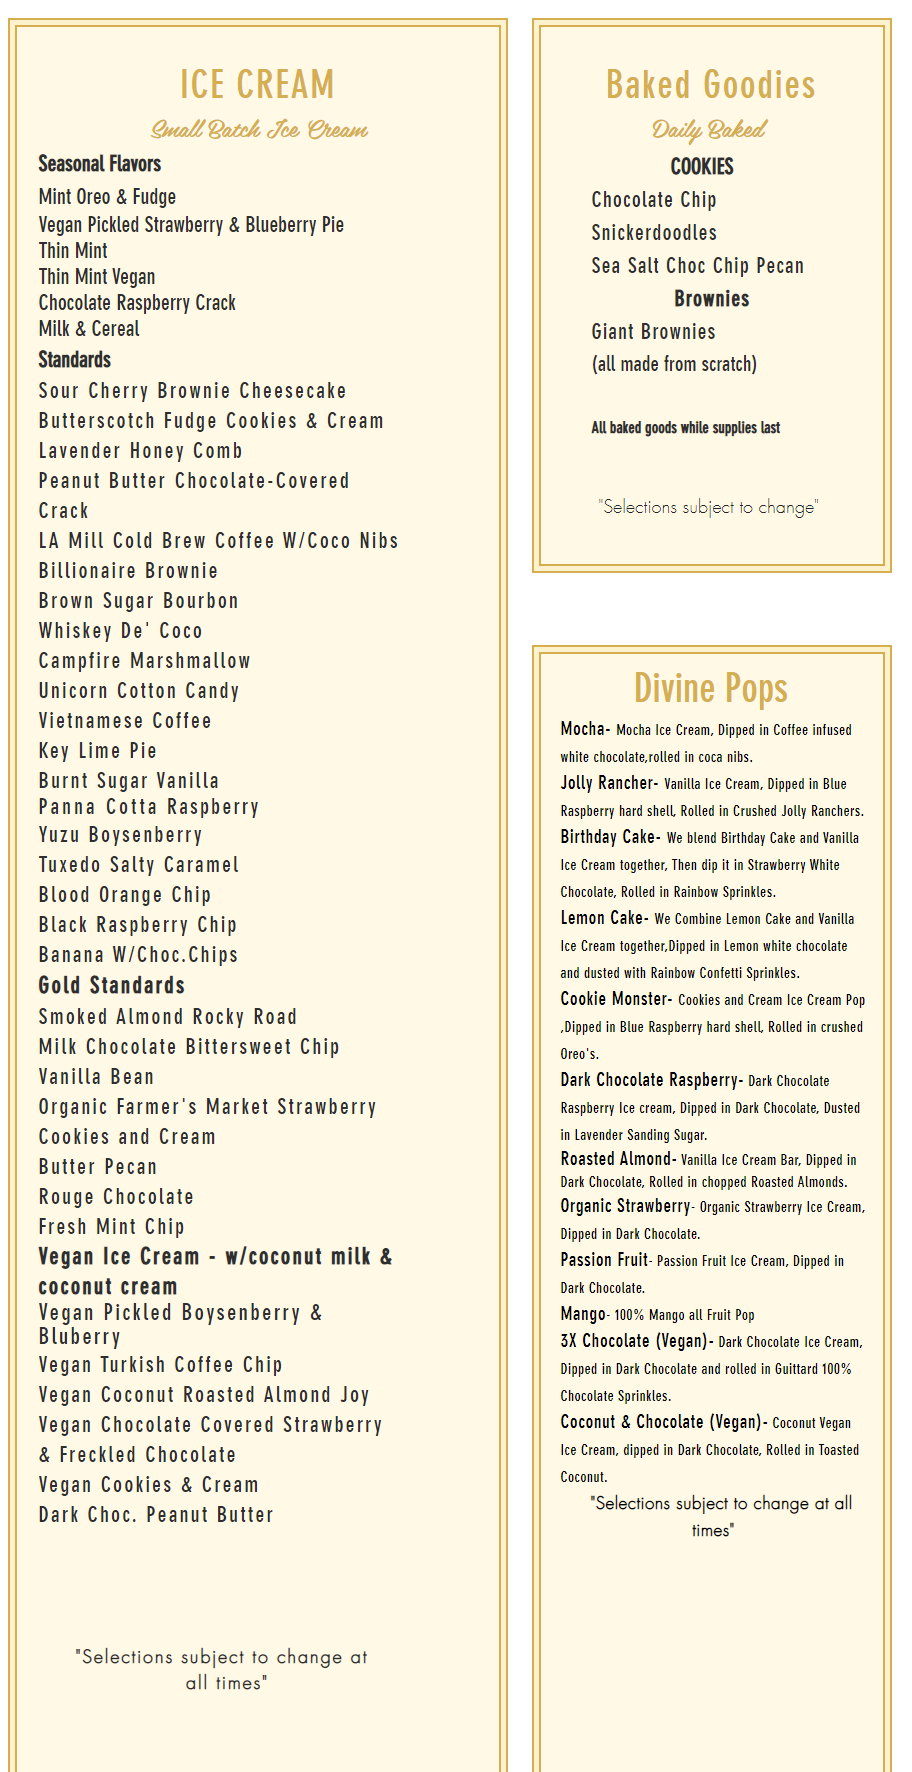 ICE CREAM
Small Batch Ice Cream
Seasonal Flavors
Mint Oreo & Fudge
Vegan Pickled Strawberry & Blueberry Pie
Thin Mint
Thin Mint Vegan
Chocolate Raspberry Crack
Milk & Cereal
Standards
Sour Cherry Brownie Cheesecake
Butterscotch Fudge Cookies & Cream
Lavender Honey Comb
Peanut Butter Chocolate-Covered
Crack
LA Mill Cold Brew Coffee W/Coco Nibs
Billionaire Brownie
Brown Sugar Bourbon
Whiskey De' Coco
Campfire Marshmallow
Unicorn Cotton Candy
Vietnamese Coffee
Key Lime Pie
Burnt Sugar Vanilla
Panna Cotta Raspberry
Yuzu Boysenberry
Tuxedo Salty Caramel
Blood Orange Chip
Black Raspberry Chip
Banana W/Choc.Chips
Gold Standards
Smoked Almond Rocky Road
Milk Chocolate Bittersweet Chip
Vanilla Bean
Organic Farmer's Market Strawberry
Cookies and Cream
Butter Pecan
Rouge Chocolate
Fresh Mint Chip
Vegan Ice Cream - w/coconut milk &
coconut cream
Vegan Pickled Boysenberry &
Bluberry
Vegan Turkish Coffee Chip
Vegan Coconut Roasted Almond Joy
Vegan Chocolate Covered Strawberry
& Freckled Chocolate
Vegan Cookies & Cream
Dark Choc. Peanut Butter
"Selections subject to change at
all times"
Baked Goodies
Daily Baked
COOKIES
Chocolate Chip
Snickerdoodles
Sea Salt Choc Chip Pecan
Brownies
Giant Brownies
(all made from scratch)
All baked goods while supplies last
"Selections subject to change"
Divine Pops
Mocha- Mocha Ice Cream, Dipped in Coffee infused
white chocolate,rolled in coca nibs.
Jolly Rancher- Vanilla Ice Cream, Dipped in Blue
Raspberry hard shell, Rolled in Crushed Jolly Ranchers.
Birthday Cake- We blend Birthday Cake and Vanilla
Ice Cream together, Then dip it in Strawberry White
Chocolate, Rolled in Rainbow Sprinkles.
Lemon Cake- We Combine Lemon Cake and Vanilla
Ice Cream together,Dipped in Lemon white chocolate
and dusted with Rainbow Confetti Sprinkles.
Cookie Monster- Cookies and Cream Ice Cream Pop
,Dipped in Blue Raspberry hard shell, Rolled in crushed
Oreo's.
Dark Chocolate Raspberry- Dark Chocolate
Raspberry Ice cream, Dipped in Dark Chocolate, Dusted
in Lavender Sanding Sugar.
Roasted Almond- Vanilla Ice Cream Bar, Dipped in
Dark Chocolate, Rolled in chopped Roasted Almonds.
Organic Strawberry- Organic Strawberry Ice Cream,
Dipped in Dark Chocolate.
Passion Fruit- Passion Fruit Ice Cream, Dipped in
Dark Chocolate.
Mango- 100% Mango all Fruit Pop
3X Chocolate (Vegan)- Dark Chocolate Ice Cream,
Dipped in Dark Chocolate and rolled in Guittard 100%
Chocolate Sprinkles.
Coconut & Chocolate (Vegan)- Coconut Vegan
Ice Cream, dipped in Dark Chocolate, Rolled in Toasted
Coconut.
"Selections subject to change at all
times"